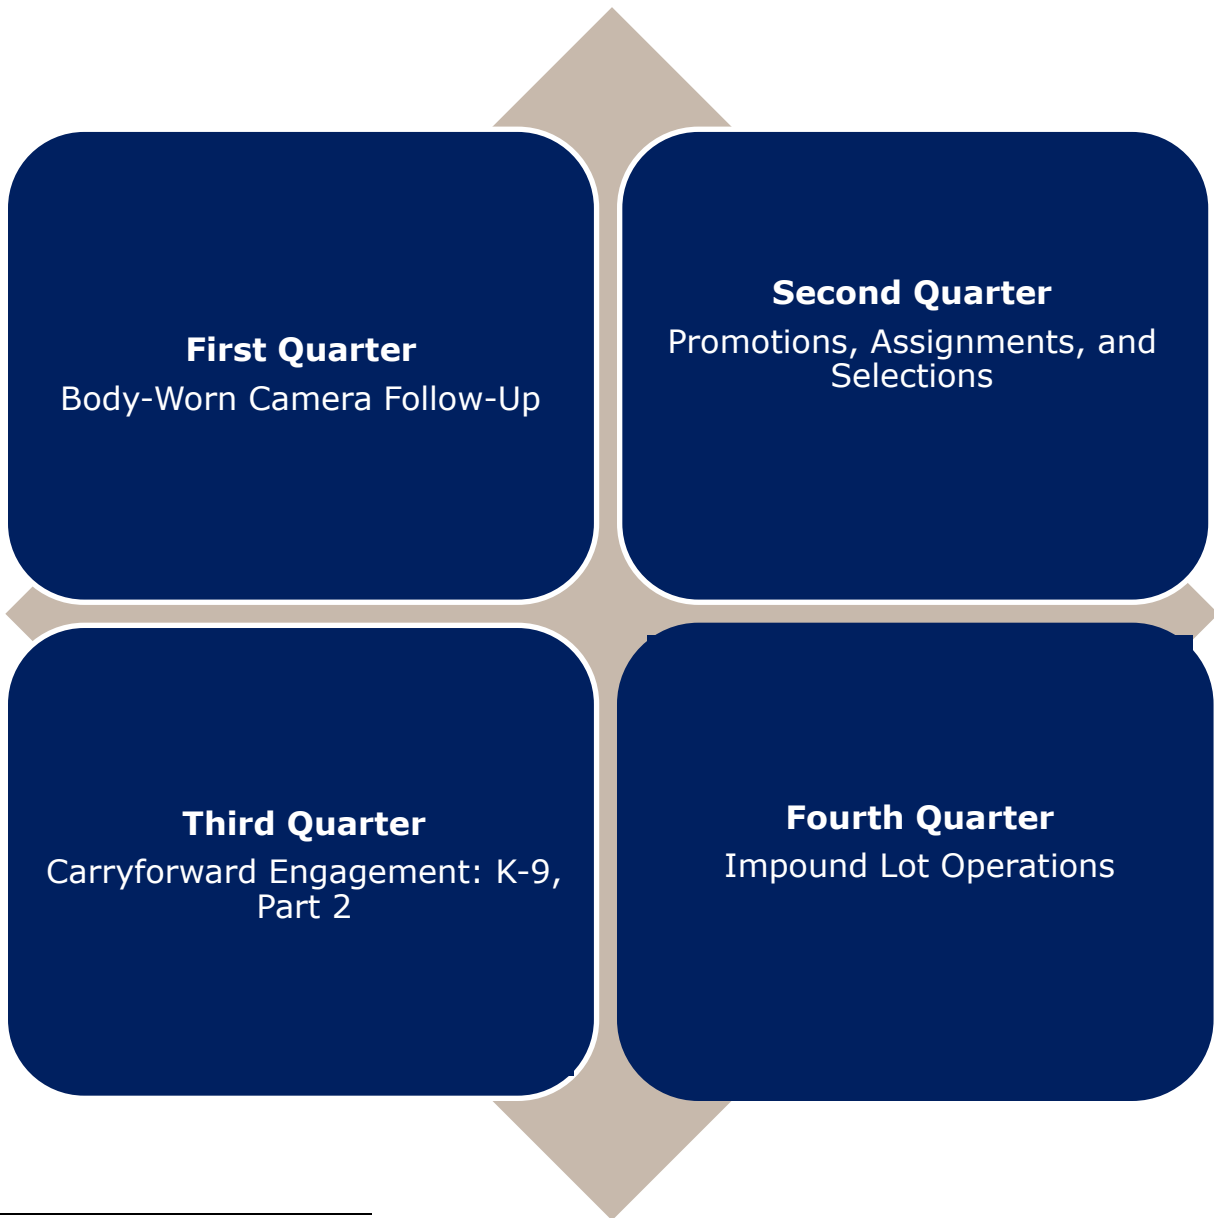 First Quarter
Body-Worn Camera Follow-Up
Second Quarter
Promotions, Assignments, and
Selections
Third Quarter
Carryforward Engagement: K-9,
Part 2
Fourth Quarter
Impound Lot Operations